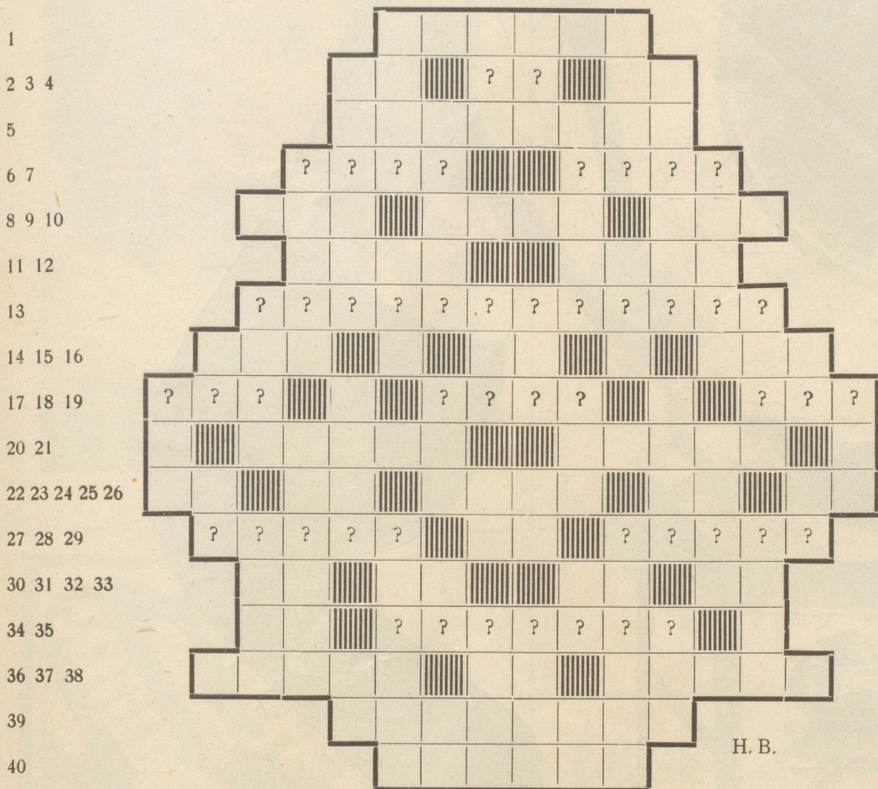 1
2 3 4 ? ?
5
6 7 ? ? ? ? ? ? ? ?
8 9 10
11 12
13 ? ? ? ? ? ? ? ? ? ? ? ?
14 15 16
17 18 19 ? ? ? ? ? ? ? ? ? ?
20 21
22 23 24 25 26
27 28 29 ? ? ? ? ? ? ? ? ? ?
30 31 32 33
34 35 ? ? ? ? ? ? ?
36 37 38
39
H. B.
40